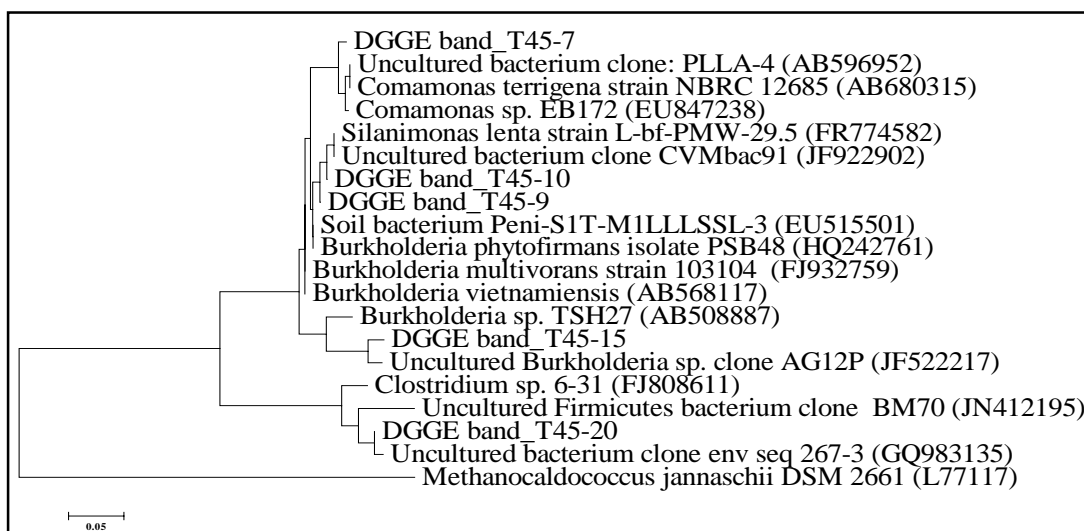 DGGE band_T45-7
Uncultured bacterium clone: PLLA-4 (AB596952)
Comamonas terrigena strain NBRC 12685 (AB680315)
Comamonas sp. EB172 (EU847238)
Silanimonas lenta strain L-bf-PMW-29.5 (FR774582)
Uncultured bacterium clone CVMbac91 (JF922902)
DGGE band_T45-10
DGGE band_T45-9
Soil bacterium Peni-S1T-M1LLLSSL-3 (EU515501)
Burkholderia phytofirmans isolate PSB48 (HQ242761)
Burkholderia multivorans strain 103104 (FJ932759)
Burkholderia vietnamiensis (AB568117)
Burkholderia sp. TSH27 (AB508887)
DGGE band_T45-15
Uncultured Burkholderia sp. clone AG12P (JF522217)
Clostridium sp. 6-31 (FJ808611)
Uncultured Firmicutes bacterium clone BM70 (JN412195)
DGGE band_T45-20
Uncultured bacterium clone env seq 267-3 (GQ983135)
Methanocaldococcus jannaschii DSM 2661 (L77117)
0.05